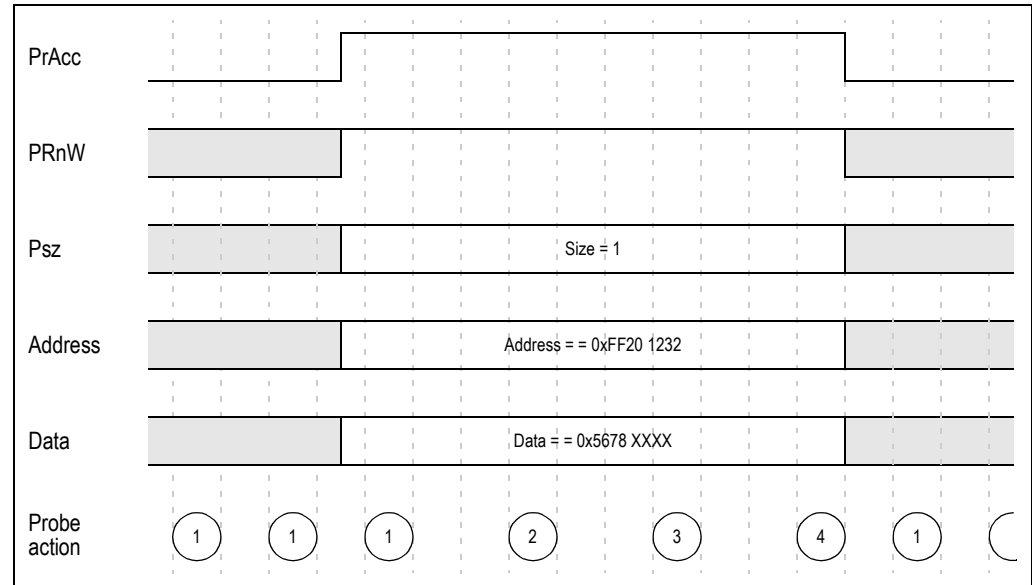 PrAcc
PRnW
Psz
Size = 1
Address
Address = = 0xFF20 1232
Data
Data = = 0x5678 XXXX
Probe
action
1 1 1 2 3 4 1